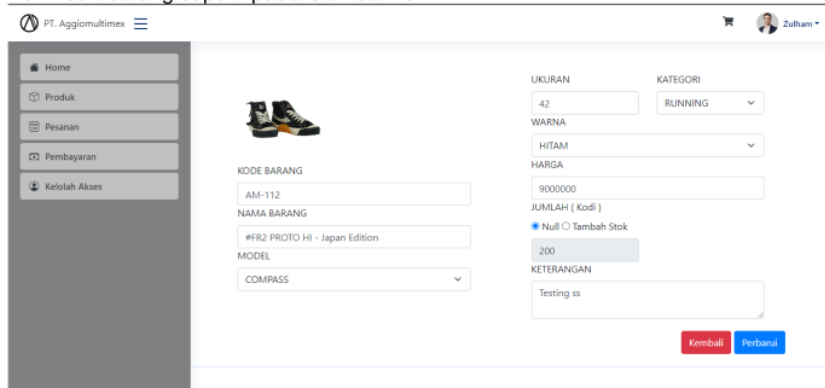 PT. Aggiomultimex
Zulham
Home
Produk
Pesanan
Pembayaran
Kelolah Akses
KODE BARANG
AM-112
NAMA BARANG
#FR2 PROTO HI - Japan Edition
MODEL
COMPASS
UKURAN KATEGORI
42 RUNNING
WARNA
HITAM
HARGA
9000000
JUMLAH ( Kodi )
Null Tambah Stok
200
KETERANGAN
Testing ss
Kembali Perbarui